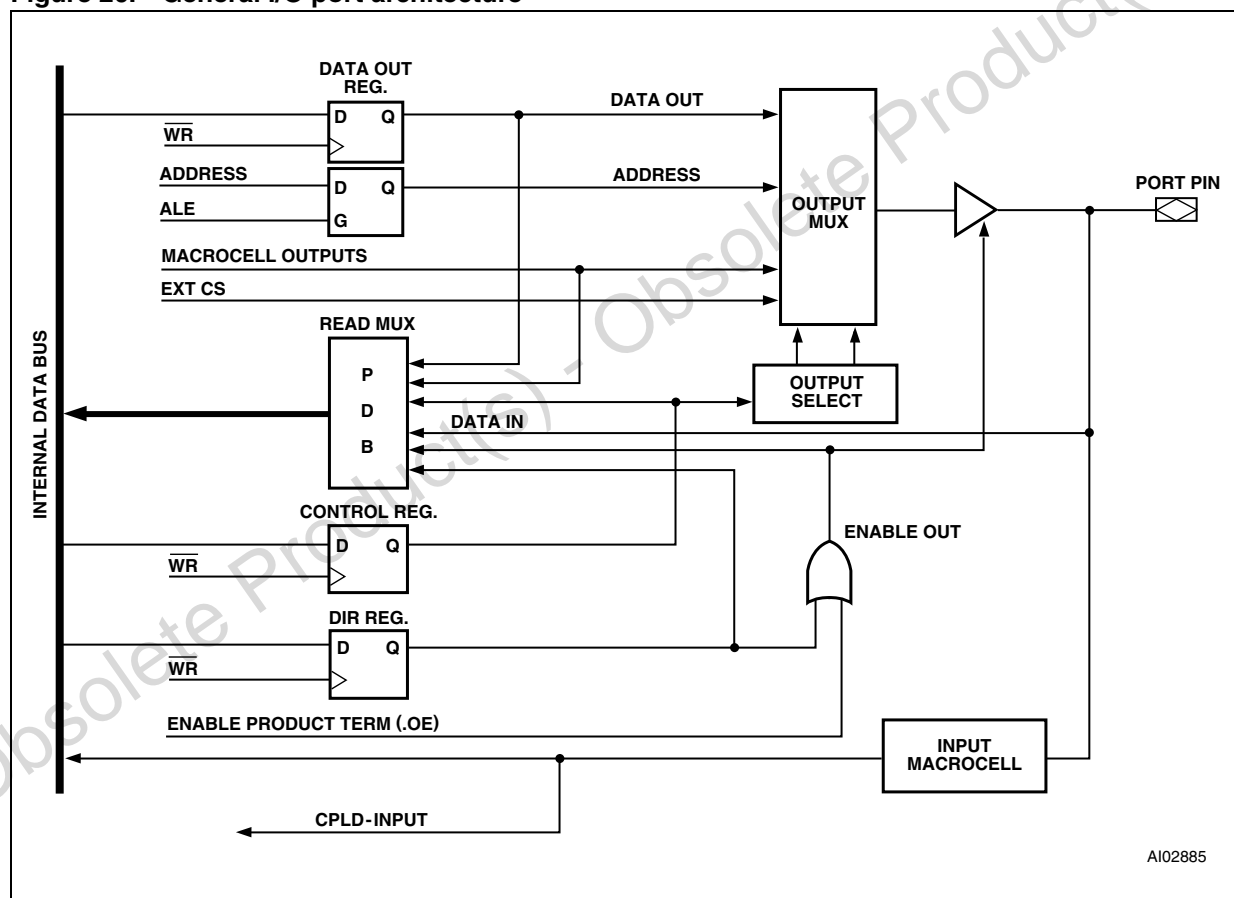 Figure 26. General I/O port architecture
DATA OUT
REG.
D Q
WR
DATA OUT
ADDRESS
ALE
D Q
G
ADDRESS
MACROCELL OUTPUTS
EXT CS
OUTPUT
MUX
PORT PIN
READ MUX
P
D
B
OUTPUT
SELECT
DATA IN
INTERNAL DATA BUS
CONTROL REG.
D Q
WR
ENABLE OUT
DIR REG.
D Q
WR
ENABLE PRODUCT TERM (.OE)
INPUT
MACROCELL
CPLD-INPUT
AI02885
Obsolete Product(s) - Obsolete Product(